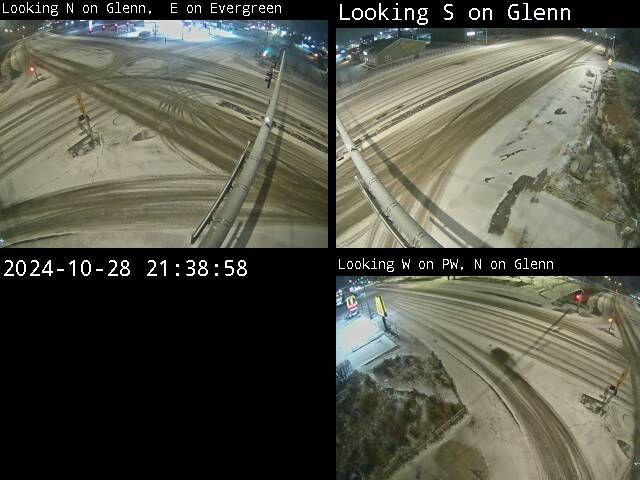 Looking N on Glenn,  E on Evergreen
Looking S on Glenn
2024-10-28 21:38:58
Looking W on PW, N on Glenn